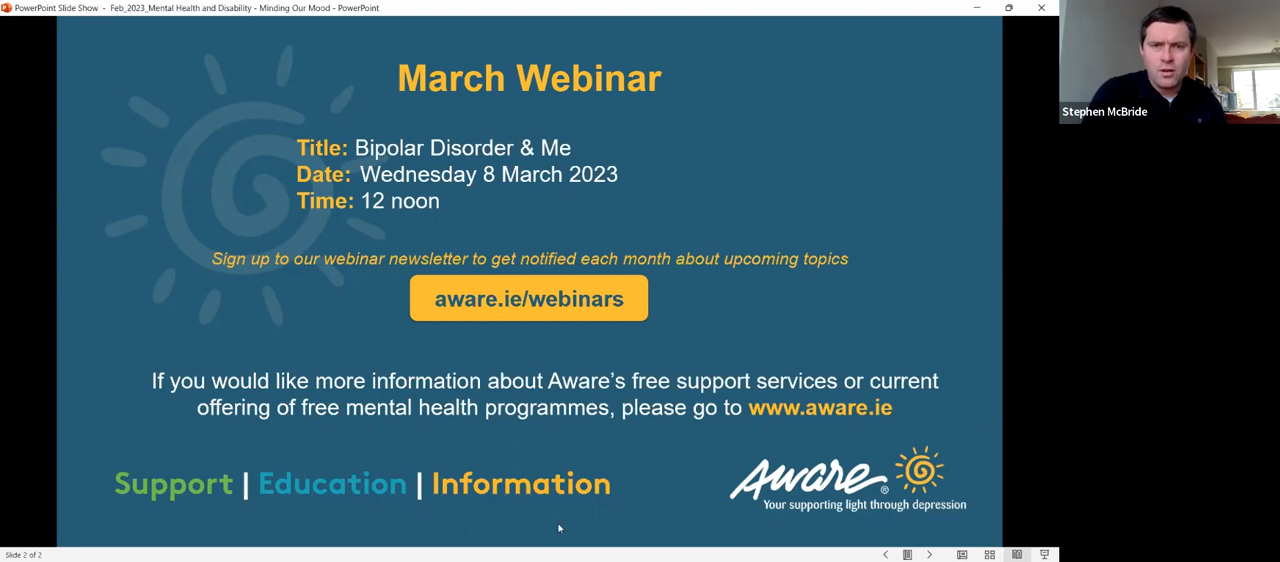 PowerPoint Slide Show - Feb_2023_Mental Health and Disability - Minding Our Mood - PowerPoint
March Webinar
Title: Bipolar Disorder & Me
Date: Wednesday 8 March 2023
Time: 12 noon
Sign up to our webinar newsletter to get notified each month about upcoming topics
aware.ie/webinars
If you would like more information about Aware's free support services or current
offering of free mental health programmes, please go to www.aware.ie
Support | Education | Information
Aware®
Your supporting light through depression
Slide 2 of 2
Stephen McBride